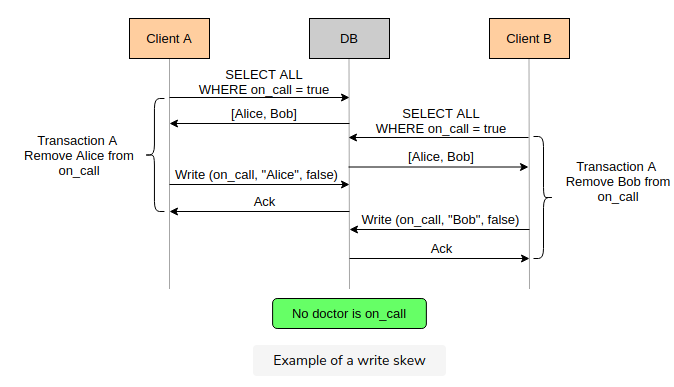 Client A
DB
Client B
SELECT ALL
WHERE on_call = true
[Alice, Bob]
SELECT ALL
WHERE on_call = true
Transaction A
Remove Alice from
on_call
[Alice, Bob]
Transaction A
Remove Bob from
on_call
Write (on_call, "Alice", false)
Ack
Write (on_call, "Bob", false)
Ack
No doctor is on_call
Example of a write skew